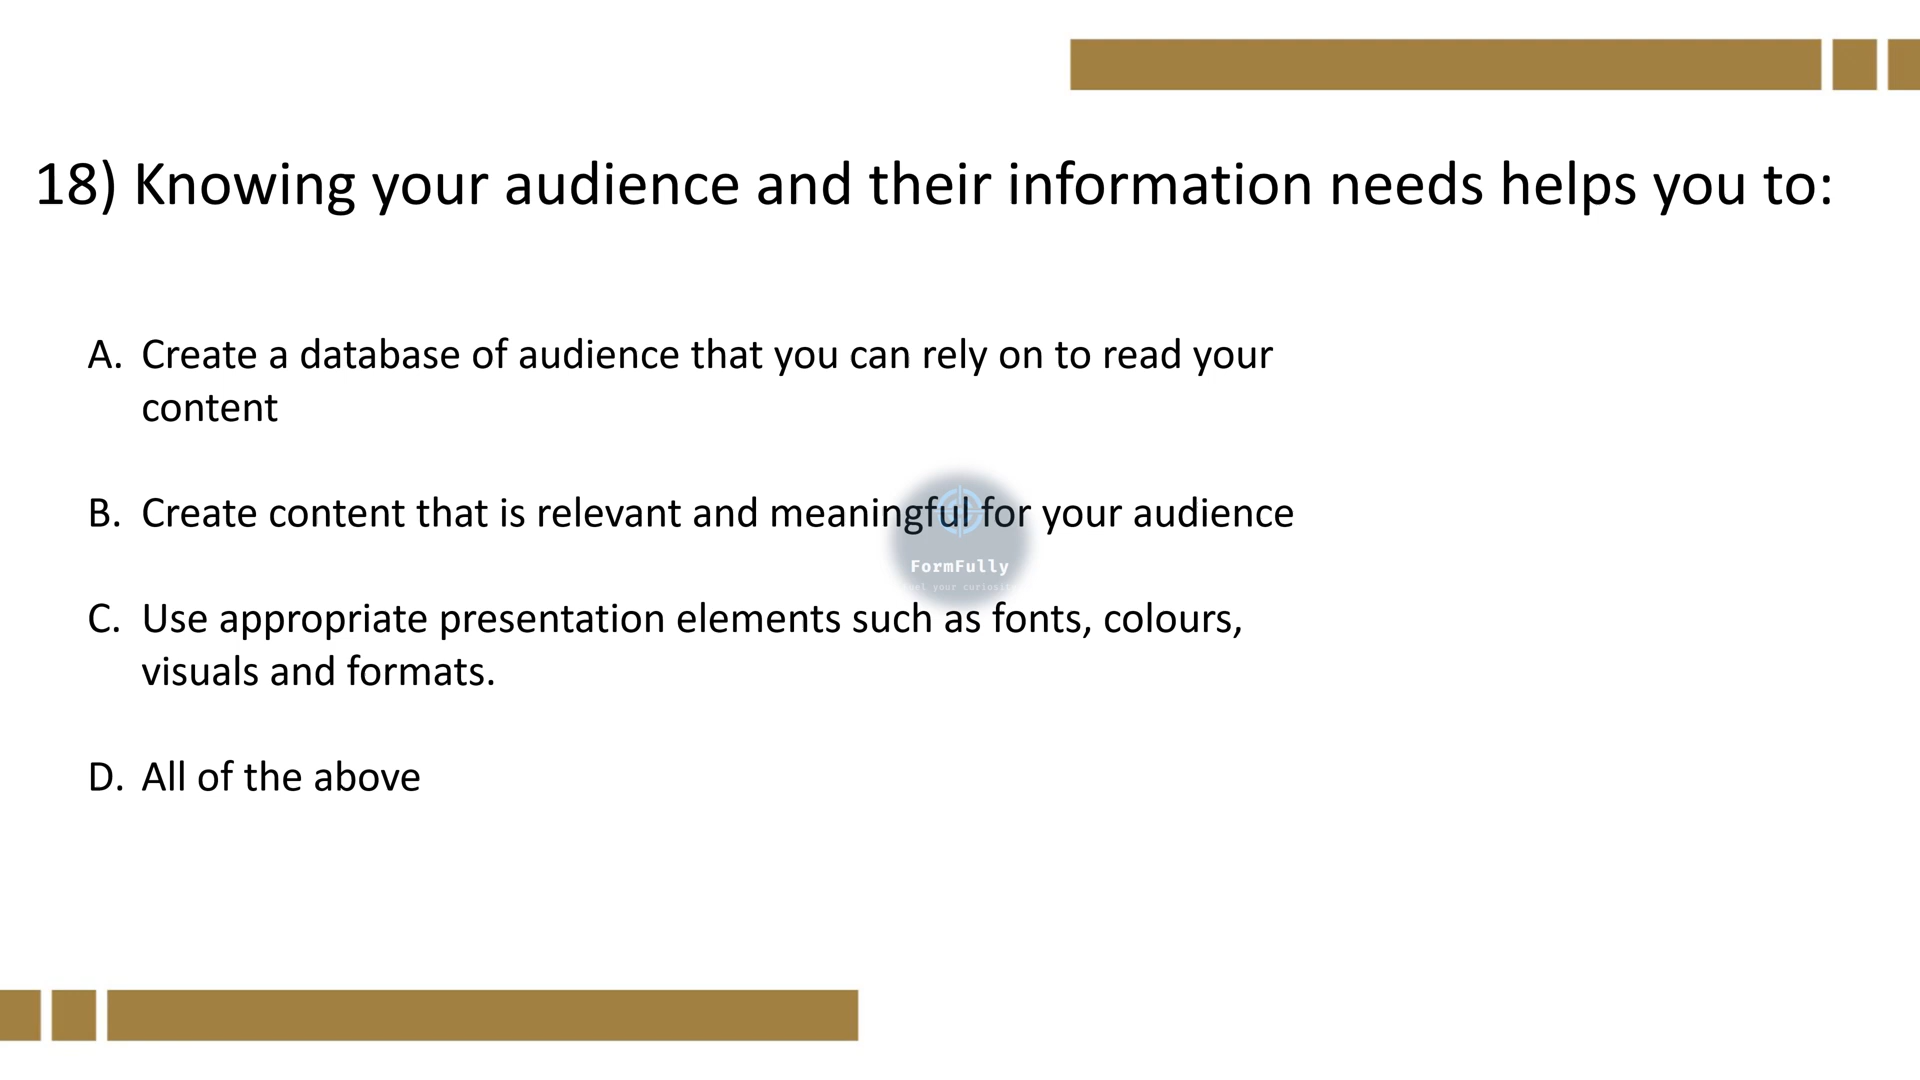 18) Knowing your audience and their information needs helps you to:
A. Create a database of audience that you can rely on to read your
content
B. Create content that is relevant and meaningful for your audience
FormFully
your
C. Use appropriate presentation elements such as fonts, colours,
visuals and formats.
D. All of the above